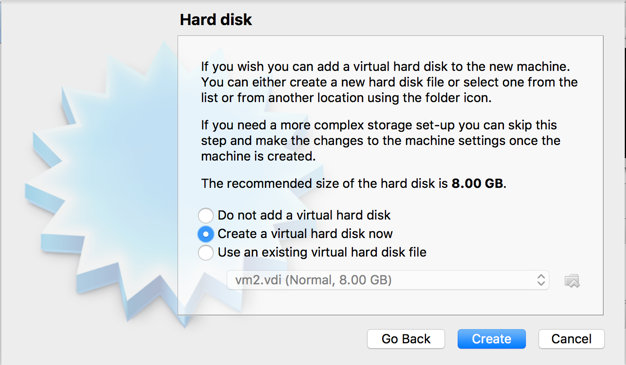 Hard disk
If you wish you can add a virtual hard disk to the new machine.
You can either create a new hard disk file or select one from the
list or from another location using the folder icon.
If you need a more complex storage set-up you can skip this
step and make the changes to the machine settings once the
machine is created.
The recommended size of the hard disk is 8.00 GB.
Do not add a virtual hard disk
Create a virtual hard disk now
Use an existing virtual hard disk file
vm2.vdi (Normal, 8.00 GB)
Go Back Create Cancel